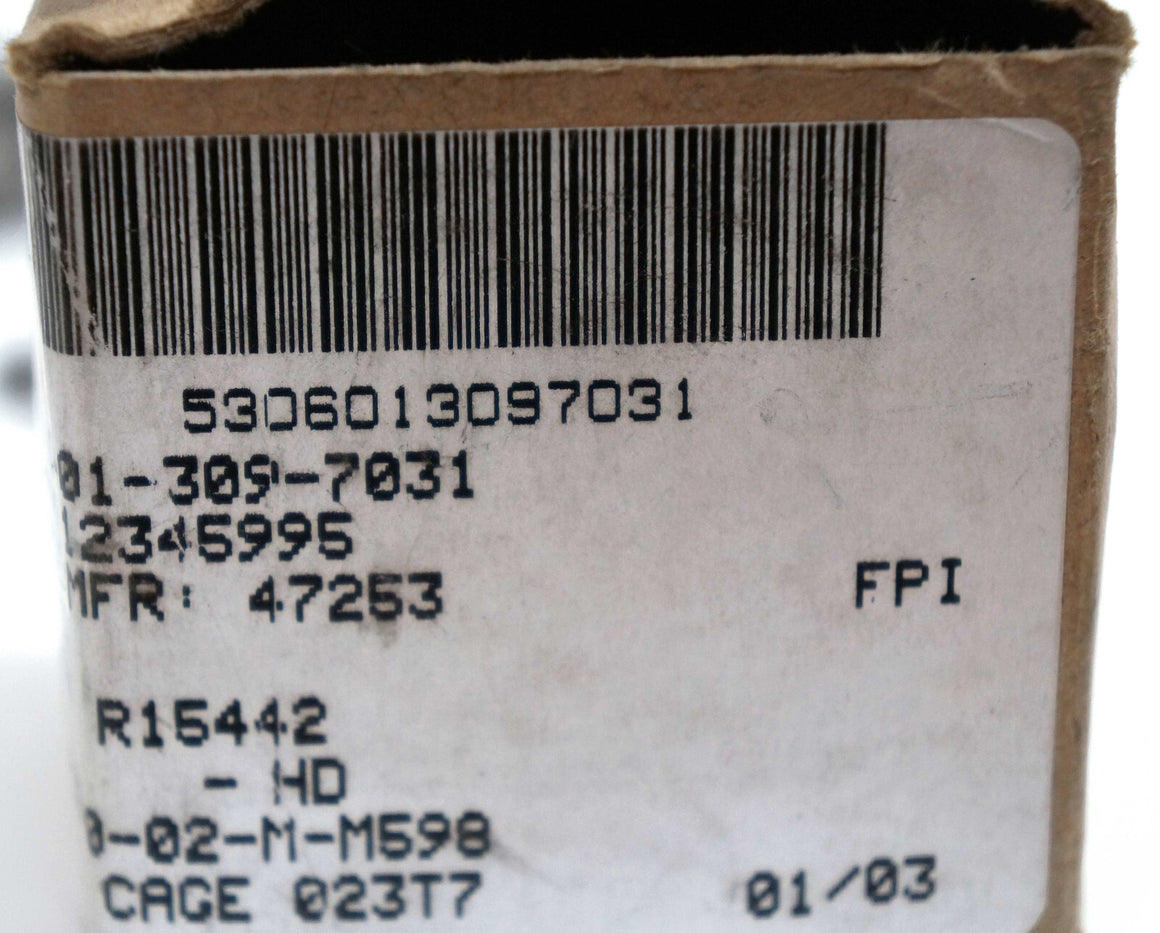 5306013097031
01-309-7031
12345995
MFR: 47253 FPI
R15442
- HD
0-02-M-M598
CAGE 023T7 01/03